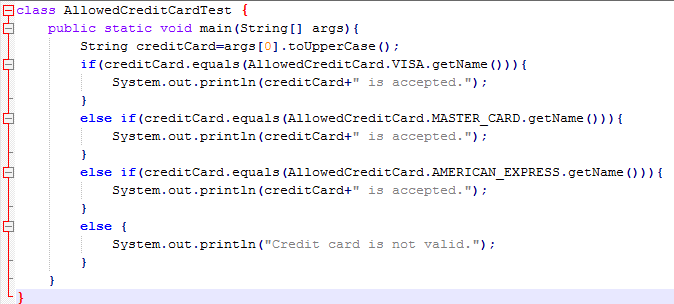 class AllowedCreditCardTest {
public static void main(String[] args){
String creditCard=args[0].toUpperCase();
if(creditCard.equals(AllowedCreditCard.VISA.getName())){
System.out.println(creditCard+" is accepted.");
}
else if(creditCard.equals(AllowedCreditCard.MASTER_CARD.getName())){
System.out.println(creditCard+" is accepted.");
}
else if(creditCard.equals(AllowedCreditCard.AMERICAN_EXPRESS.getName())){
System.out.println(creditCard+" is accepted.");
}
else {
System.out.println("Credit card is not valid.");
}
}
}